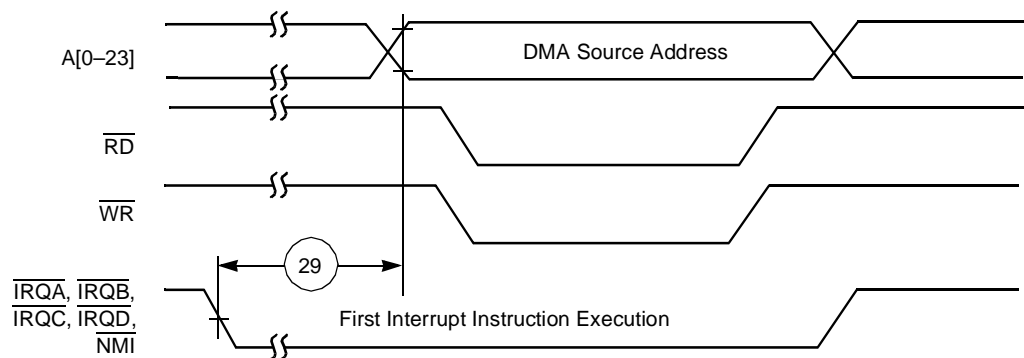 A[0–23]
DMA Source Address
RD
WR
29
IRQA, IRQB,
IRQC, IRQD,
NMI
First Interrupt Instruction Execution